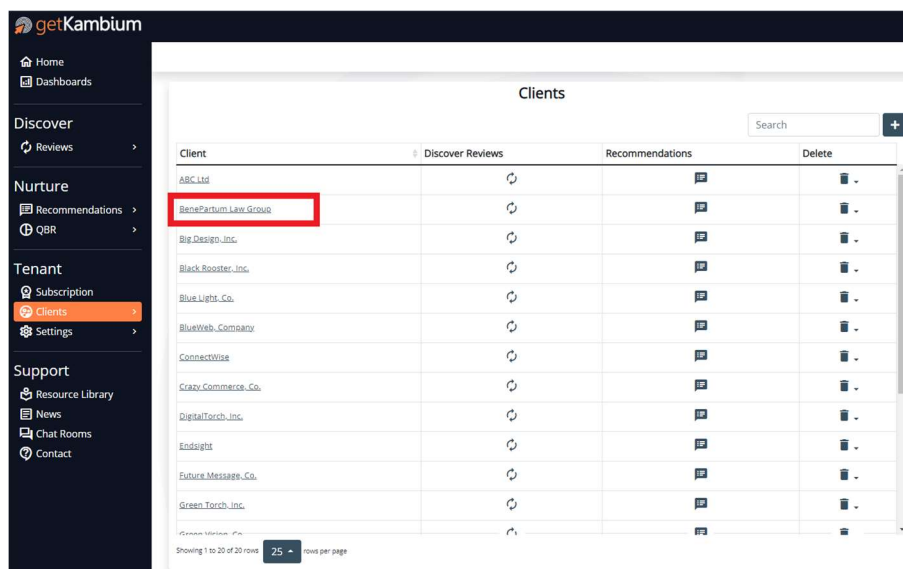 getKambium
Home
Dashboards
Discover
Reviews
Nurture
Recommendations
QBR
Tenant
Subscription
Clients
Settings
Support
Resource Library
News
Chat Rooms
Contact
Clients
Search
Client Discover Reviews Recommendations Delete
ABC Ltd
BenePartum Law Group
Big Design, Inc.
Black Rooster, Inc.
Blue Light, Co.
BlueWeb, Company
ConnectWise
Crazy Commerce, Co.
DigitalTorch, Inc.
Endsight
Future Message, Co.
Green Torch, Inc.
Green Vision, Co.
Showing 1 to 20 of 20 rows 25 rows per page